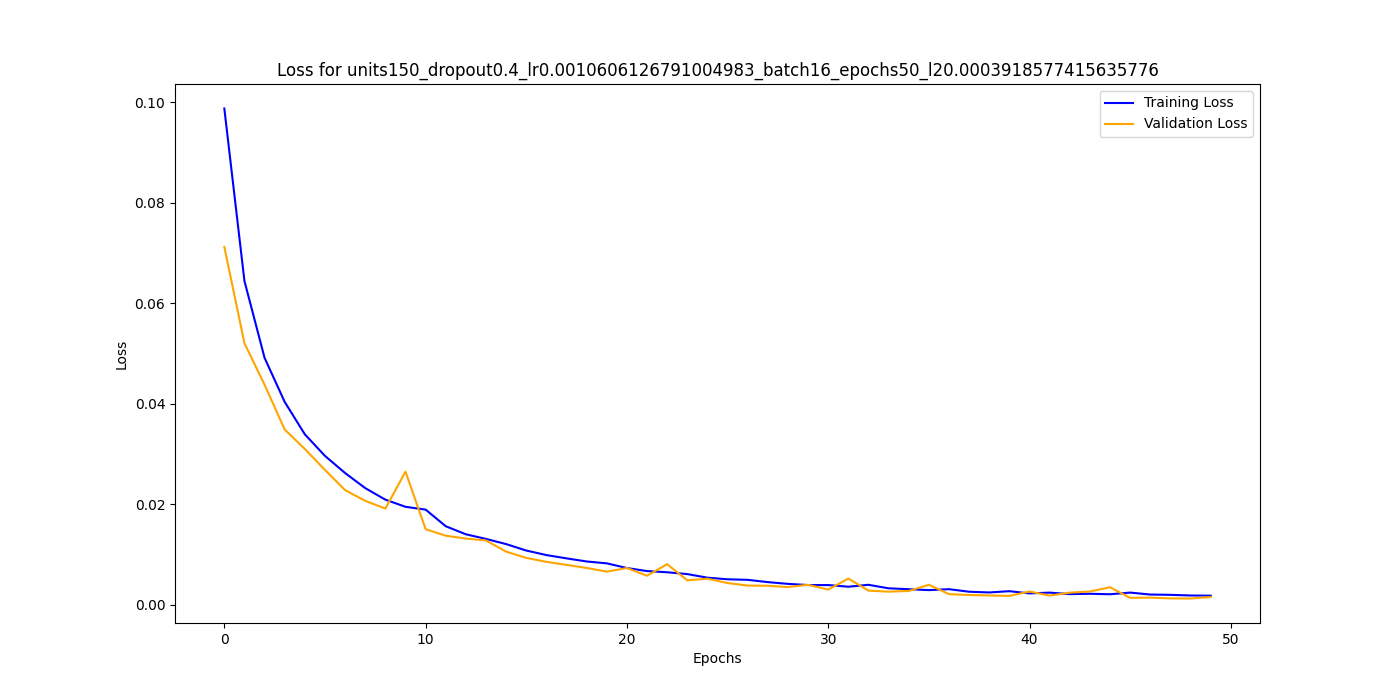 Loss for units150_dropout0.4_lr0.0010606126791004983_batch16_epochs50_l20.0003918577415635776
Training Loss
Validation Loss
0.10
0.08
0.06
0.04
0.02
0.00
Loss
0 10 20 30 40 50
Epochs